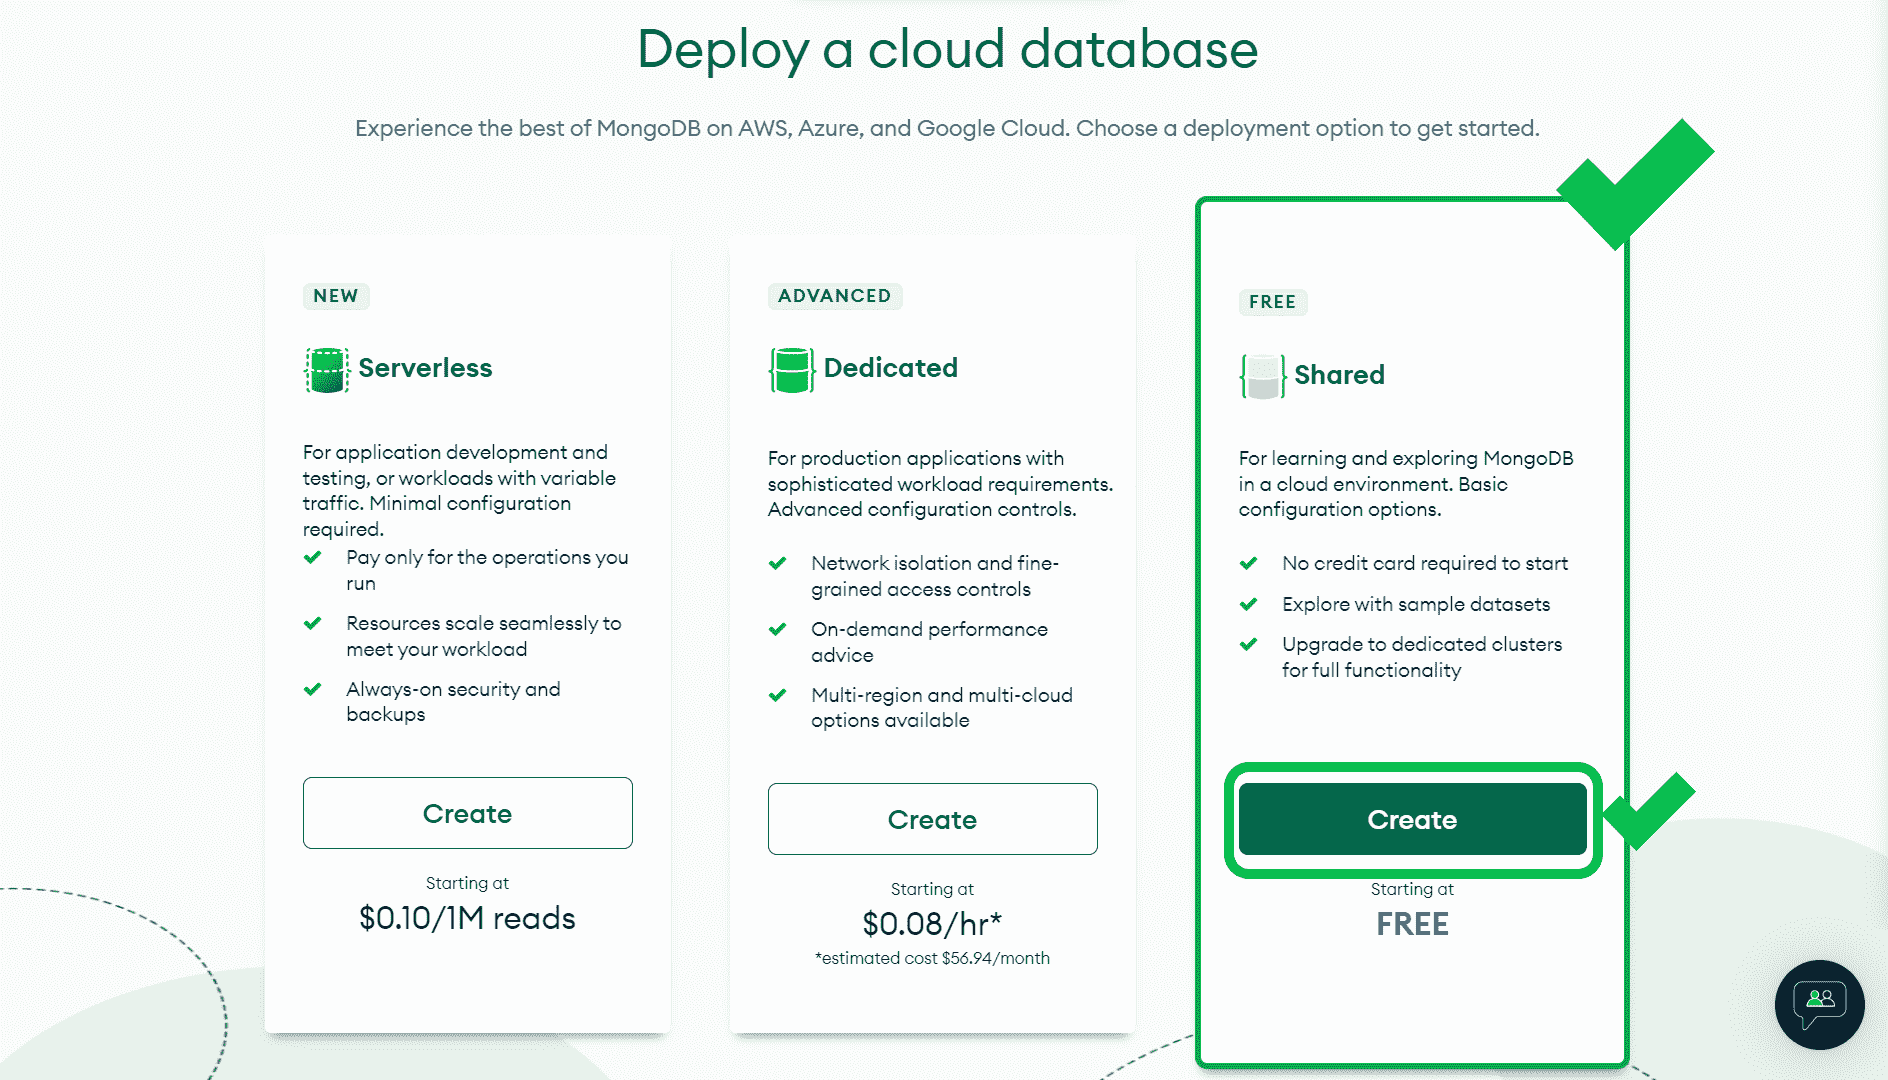 Deploy a cloud database
Experience the best of MongoDB on AWS, Azure, and Google Cloud. Choose a deployment option to get started.
NEW
Serverless
For application development and
testing, or workloads with variable
traffic. Minimal configuration
required.
Pay only for the operations you
run
Resources scale seamlessly to
meet your workload
Always-on security and
backups
Create
Starting at
$0.10/1M reads
ADVANCED
Dedicated
For production applications with
sophisticated workload requirements.
Advanced configuration controls.
Network isolation and fine-
grained access controls
On-demand performance
advice
Multi-region and multi-cloud
options available
Create
Starting at
$0.08/hr*
*estimated cost $56.94/month
FREE
Shared
For learning and exploring MongoDB
in a cloud environment. Basic
configuration options.
No credit card required to start
Explore with sample datasets
Upgrade to dedicated clusters
for full functionality
Create
Starting at
FREE